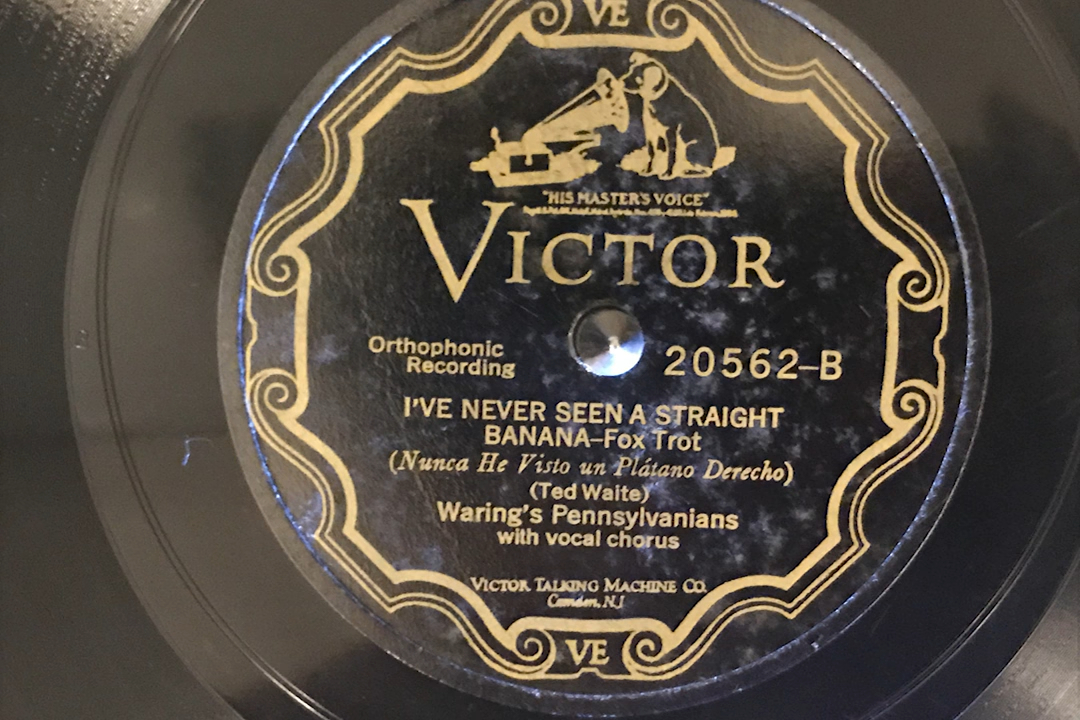 VE
"HIS MASTER'S VOICE"
VICTOR
Orthophonic
Recording
20562-B
I'VE NEVER SEEN A STRAIGHT
BANANA-Fox Trot
(Nunca He Visto un Plátano Derecho)
(Ted Waite)
Waring's Pennsylvanians
with vocal chorus
VICTOR TALKING MACHINE CO.
Camden, N.J.
VE